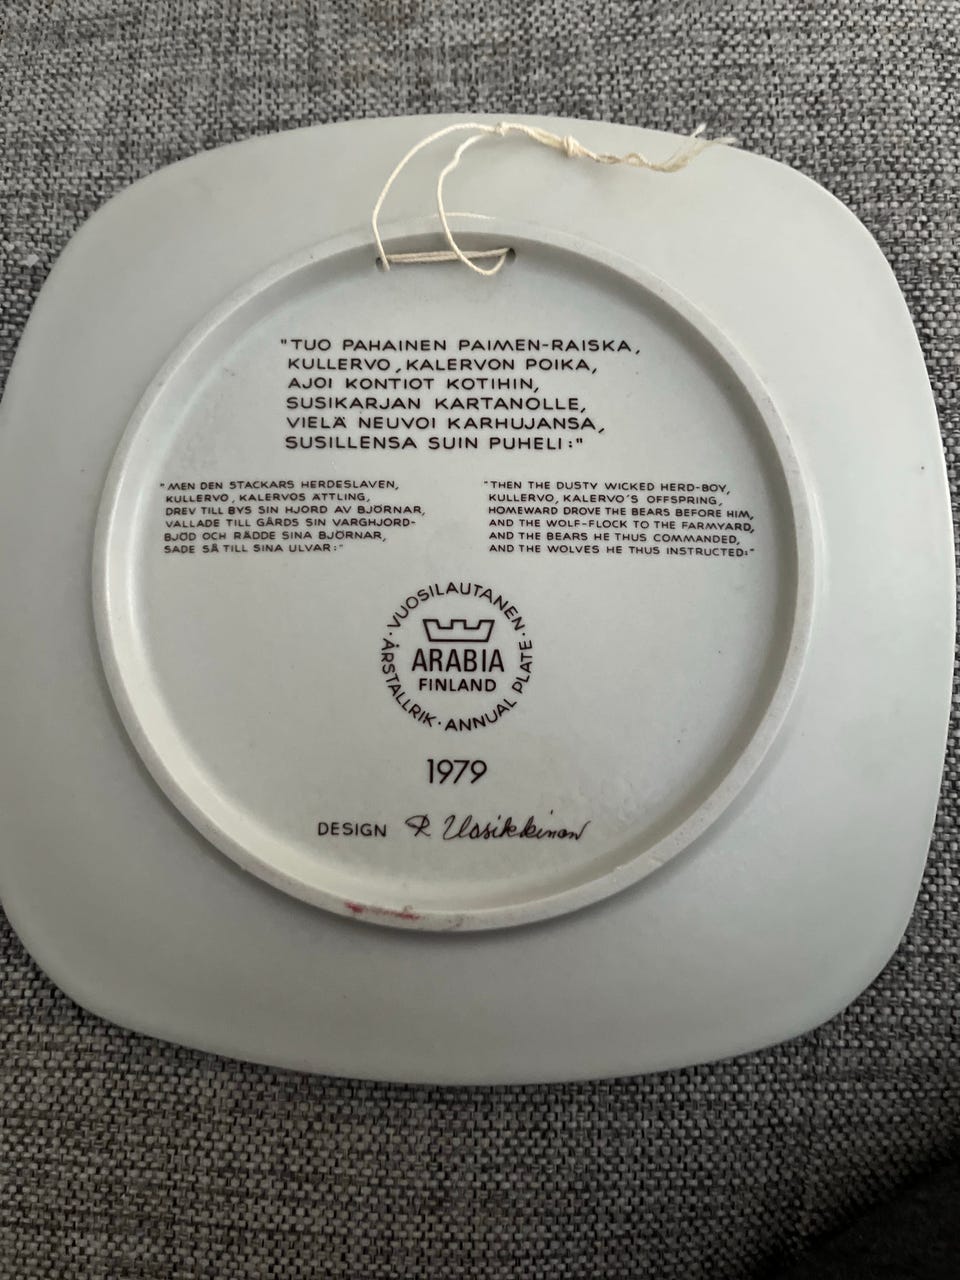 "TUO PAHAINEN PAIMEN-RAISKA,
KULLERVO, KALERVON POIKA,
AJOI KONTIOT KOTIHIN,
SUSIKARJAN KARTANOLLE,
VIELÄ NEUVOI KARHUJANSA,
SUSILLENSA SUIN PUHELI:"
"MEN DEN STACKARS HERDESLAVEN,
KULLERVO, KALERVOS ÄTTLING,
DREV TILL BYS SIN HJORD AV BJÖRNAR,
VALLADE TILL GÅRDS SIN VARGHJORD-
BJÖD OCH RÄDDE SINA BJÖRNAR,
SADE SÅ TILL SINA ULVAR:"
"THEN THE DUSTY WICKED HERD-BOY,
KULLERVO, KALERVO'S OFFSPRING,
HOMEWARD DROVE THE BEARS BEFORE HIM,
AND THE WOLF-FLOCK TO THE FARMYARD,
AND THE BEARS HE THUS COMMANDED,
AND THE WOLVES HE THUS INSTRUCTED:"
· VUOSILAUTANEN · ANNUAL PLATE · ÅRSTALLRIK
ARABIA
FINLAND
1979
DESIGN R Uosikkinen